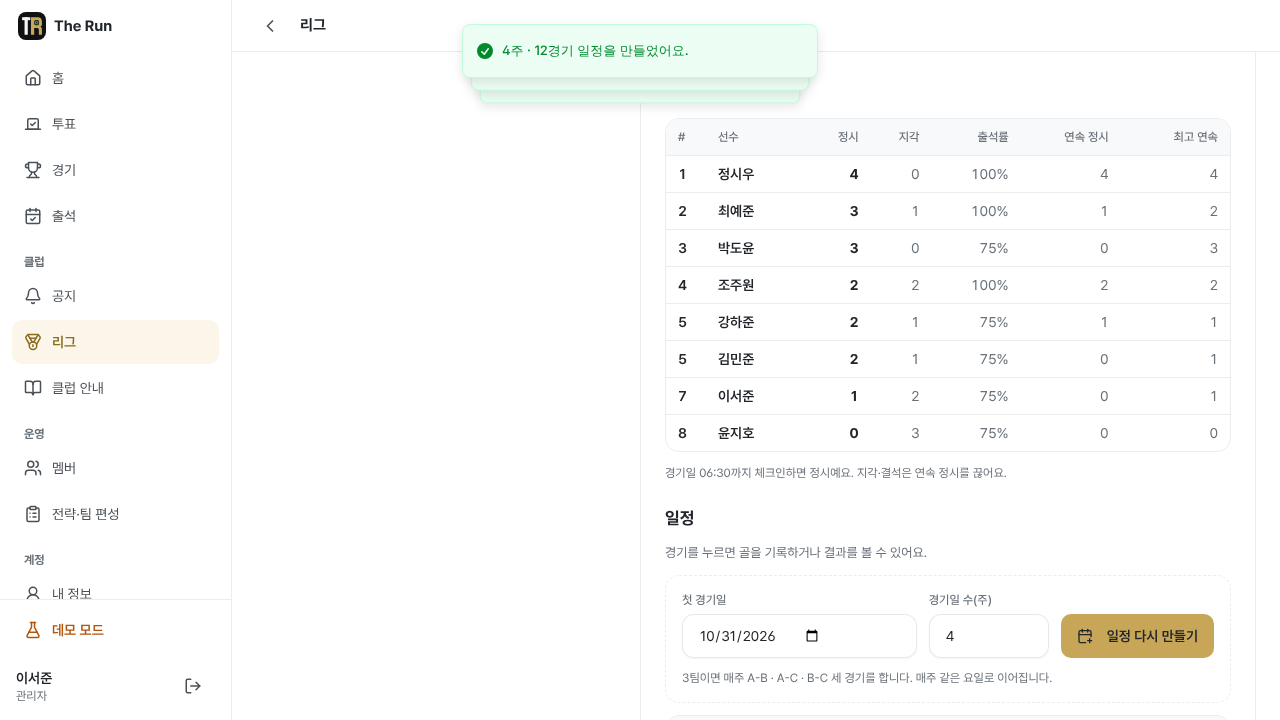 TR The Run
홈
투표
경기
출석
클럽
공지
리그
클럽 안내
운영
멤버
전략·팀 편성
계정
내 정보
데모 모드
이서준
관리자
리그
4주 · 12경기 일정을 만들었어요.
# 선수 정시 지각 출석률 연속 정시 최고 연속
1 정시우 4 0 100% 4 4
2 최예준 3 1 100% 1 2
3 박도윤 3 0 75% 0 3
4 조주원 2 2 100% 2 2
5 강하준 2 1 75% 1 1
5 김민준 2 1 75% 0 1
7 이서준 1 2 75% 0 1
8 윤지호 0 3 75% 0 0
경기일 06:30까지 체크인하면 정시예요. 지각·결석은 연속 정시를 끊어요.
일정
경기를 누르면 골을 기록하거나 결과를 볼 수 있어요.
첫 경기일 경기일 수(주)
10/31/2026 4 일정 다시 만들기
3팀이면 매주 A-B · A-C · B-C 세 경기를 합니다. 매주 같은 요일로 이어집니다.